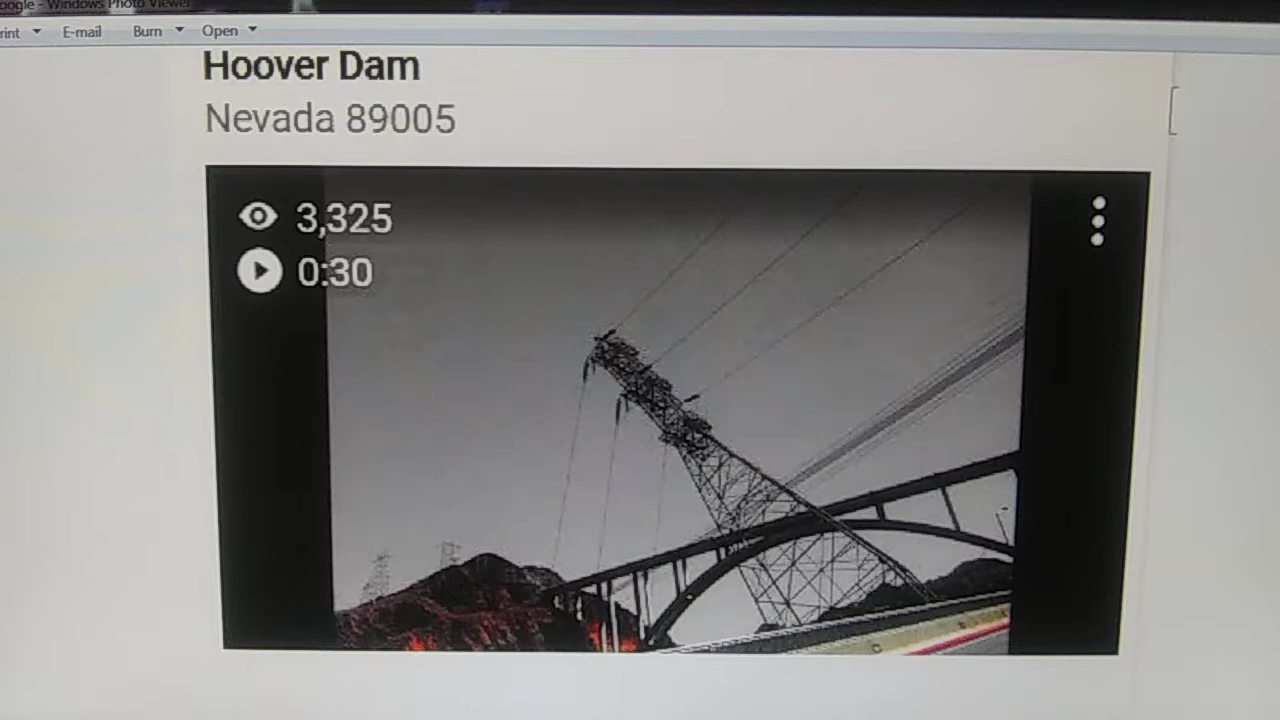 oogle - Windows Photo Viewer
rint E-mail Burn Open
Hoover Dam
Nevada 89005
3,325
0:30